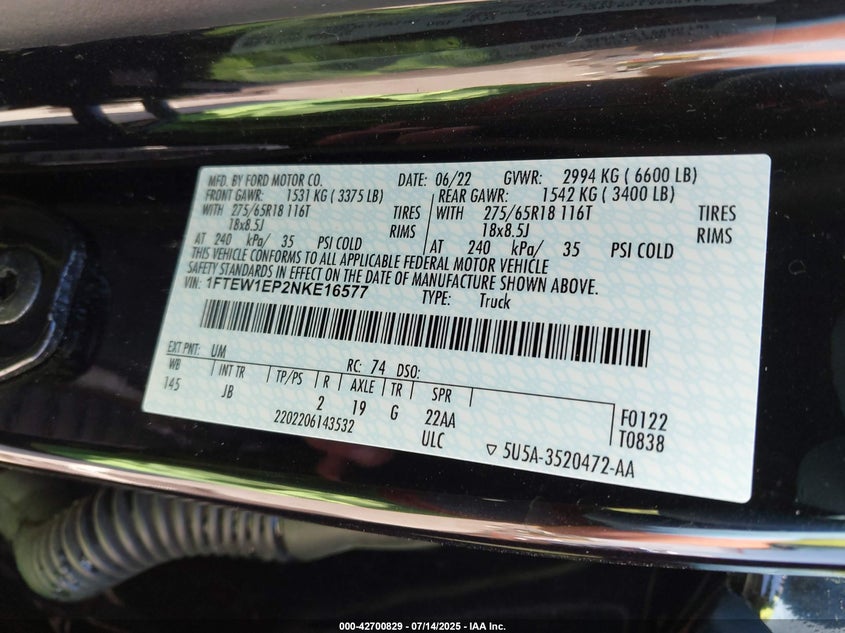 MFD. BY FORD MOTOR CO. DATE: 06/22 GVWR: 2994 KG ( 6600 LB)
FRONT GAWR: 1531 KG ( 3375 LB) REAR GAWR: 1542 KG ( 3400 LB)
WITH 275/65R18 116T TIRES WITH 275/65R18 116T TIRES
18x8.5J RIMS 18x8.5J RIMS
AT 240 kPa/ 35 PSI COLD AT 240 kPa/ 35 PSI COLD
THIS VEHICLE CONFORMS TO ALL APPLICABLE FEDERAL MOTOR VEHICLE
SAFETY STANDARDS IN EFFECT ON THE DATE OF MANUFACTURE SHOWN ABOVE.
VIN: 1FTEW1EP2NKE16577 TYPE: Truck
EXT PNT: UM RC: 74 DSO:
WB INT TR TP/PS R AXLE TR SPR
145 JB 2 19 G 22AA F0122
2202206143532 ULC T0838
5U5A-3520472-AA
000-42700829 - 07/14/2025 - IAA Inc.